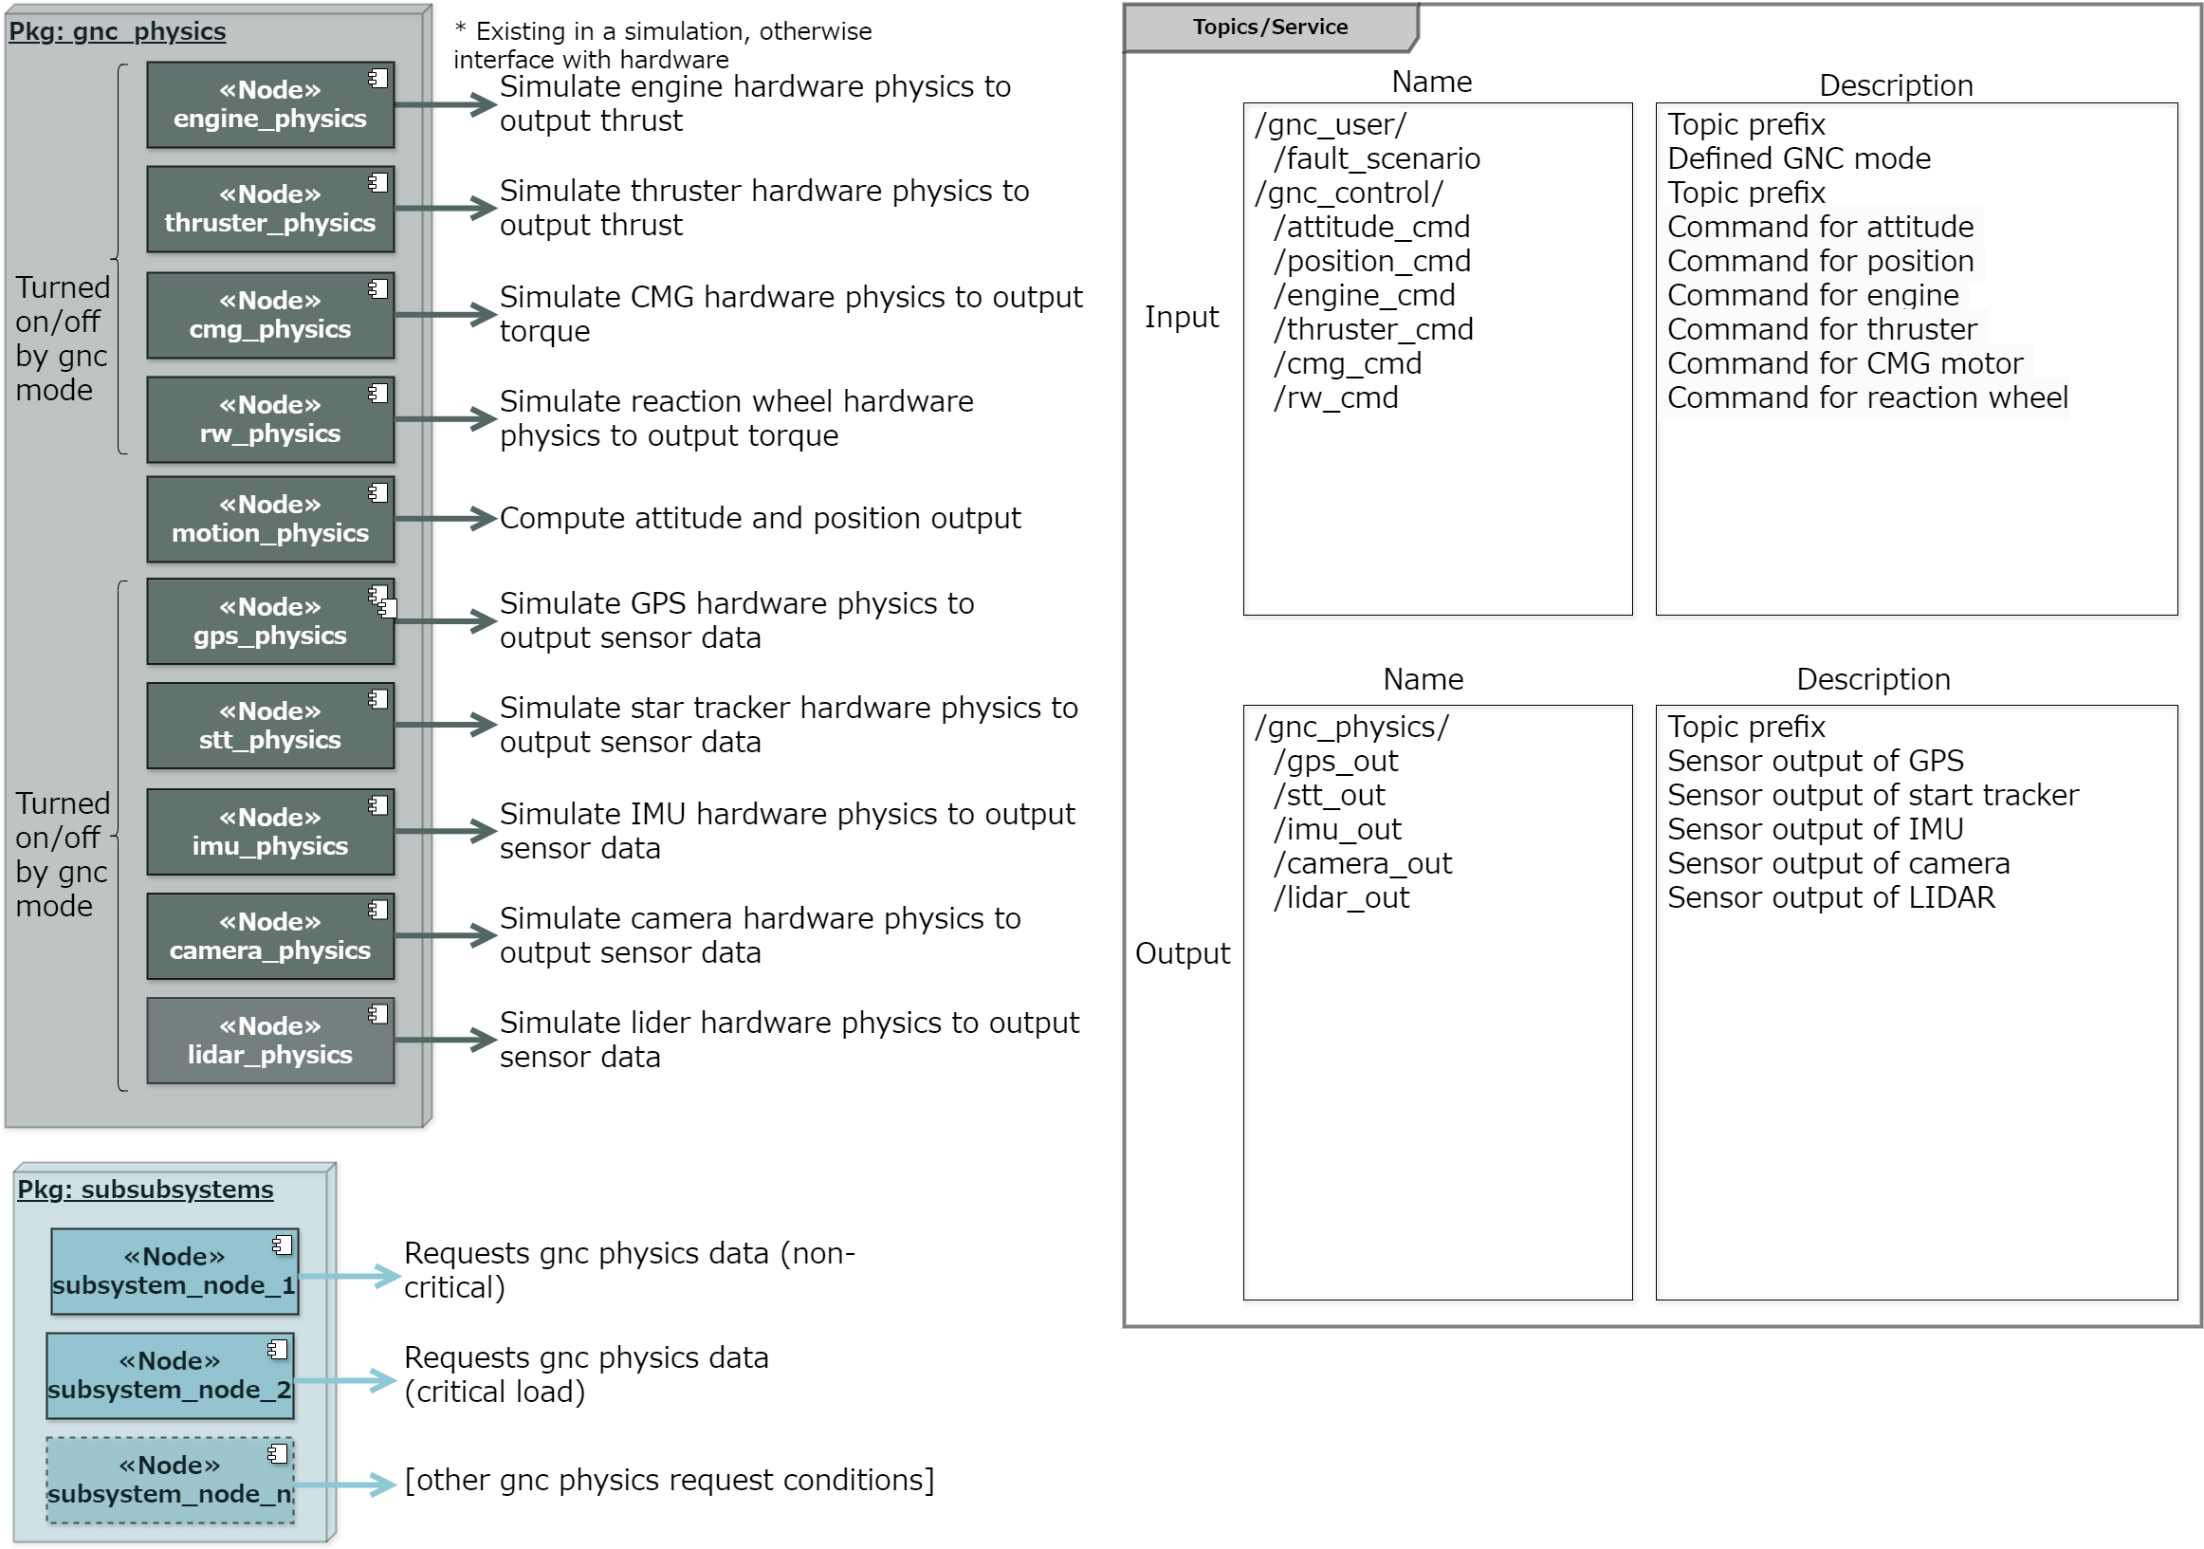 Pkg: gnc_physics
* Existing in a simulation, otherwise
interface with hardware
Turned
on/off
by gnc
mode
«Node»
engine_physics
Simulate engine hardware physics to
output thrust
«Node»
thruster_physics
Simulate thruster hardware physics to
output thrust
«Node»
cmg_physics
Simulate CMG hardware physics to output
torque
«Node»
rw_physics
Simulate reaction wheel hardware
physics to output torque
«Node»
motion_physics
Compute attitude and position output
Turned
on/off
by gnc
mode
«Node»
gps_physics
Simulate GPS hardware physics to
output sensor data
«Node»
stt_physics
Simulate star tracker hardware physics to
output sensor data
«Node»
imu_physics
Simulate IMU hardware physics to output
sensor data
«Node»
camera_physics
Simulate camera hardware physics to
output sensor data
«Node»
lidar_physics
Simulate lider hardware physics to output
sensor data
Pkg: subsubsystems
«Node»
subsystem_node_1
Requests gnc physics data (non-
critical)
«Node»
subsystem_node_2
Requests gnc physics data
(critical load)
«Node»
subsystem_node_n
[other gnc physics request conditions]
Topics/Service
Name
Description
Input
/gnc_user/
Topic prefix
/fault_scenario
Defined GNC mode
/gnc_control/
Topic prefix
/attitude_cmd
Command for attitude
/position_cmd
Command for position
/engine_cmd
Command for engine
/thruster_cmd
Command for thruster
/cmg_cmd
Command for CMG motor
/rw_cmd
Command for reaction wheel
Name
Description
Output
/gnc_physics/
Topic prefix
/gps_out
Sensor output of GPS
/stt_out
Sensor output of start tracker
/imu_out
Sensor output of IMU
/camera_out
Sensor output of camera
/lidar_out
Sensor output of LIDAR